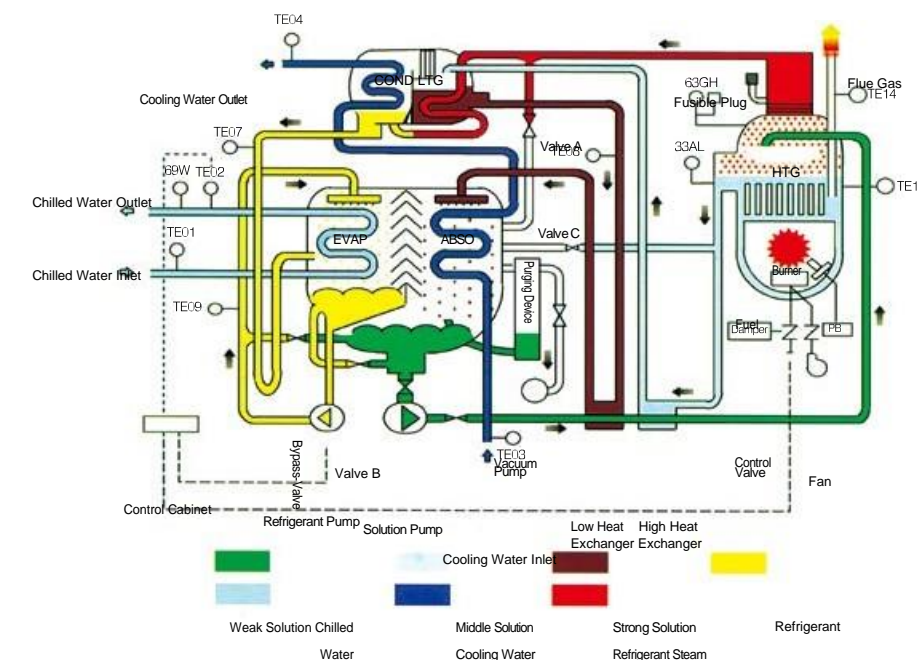 TE04
COND LTG
Cooling Water Outlet
63GH
Fusible Plug
Flue Gas
TE14
TE07
Valve A
33AL
69W
TE02
HTG
TE1
Chilled Water Outlet
EVAP
ABSO
Valve C
TE01
Chilled Water Inlet
Purging Device
Burner
TE09
Fuel
Damper
PB
TE03
Vacuum
Pump
Bypass-Valve
Valve B
Control
Valve
Fan
Control Cabinet
Refrigerant Pump
Solution Pump
Low Heat
Exchanger
High Heat
Exchanger
Cooling Water Inlet
Weak Solution Chilled
Middle Solution
Strong Solution
Refrigerant
Water
Cooling Water
Refrigerant Steam